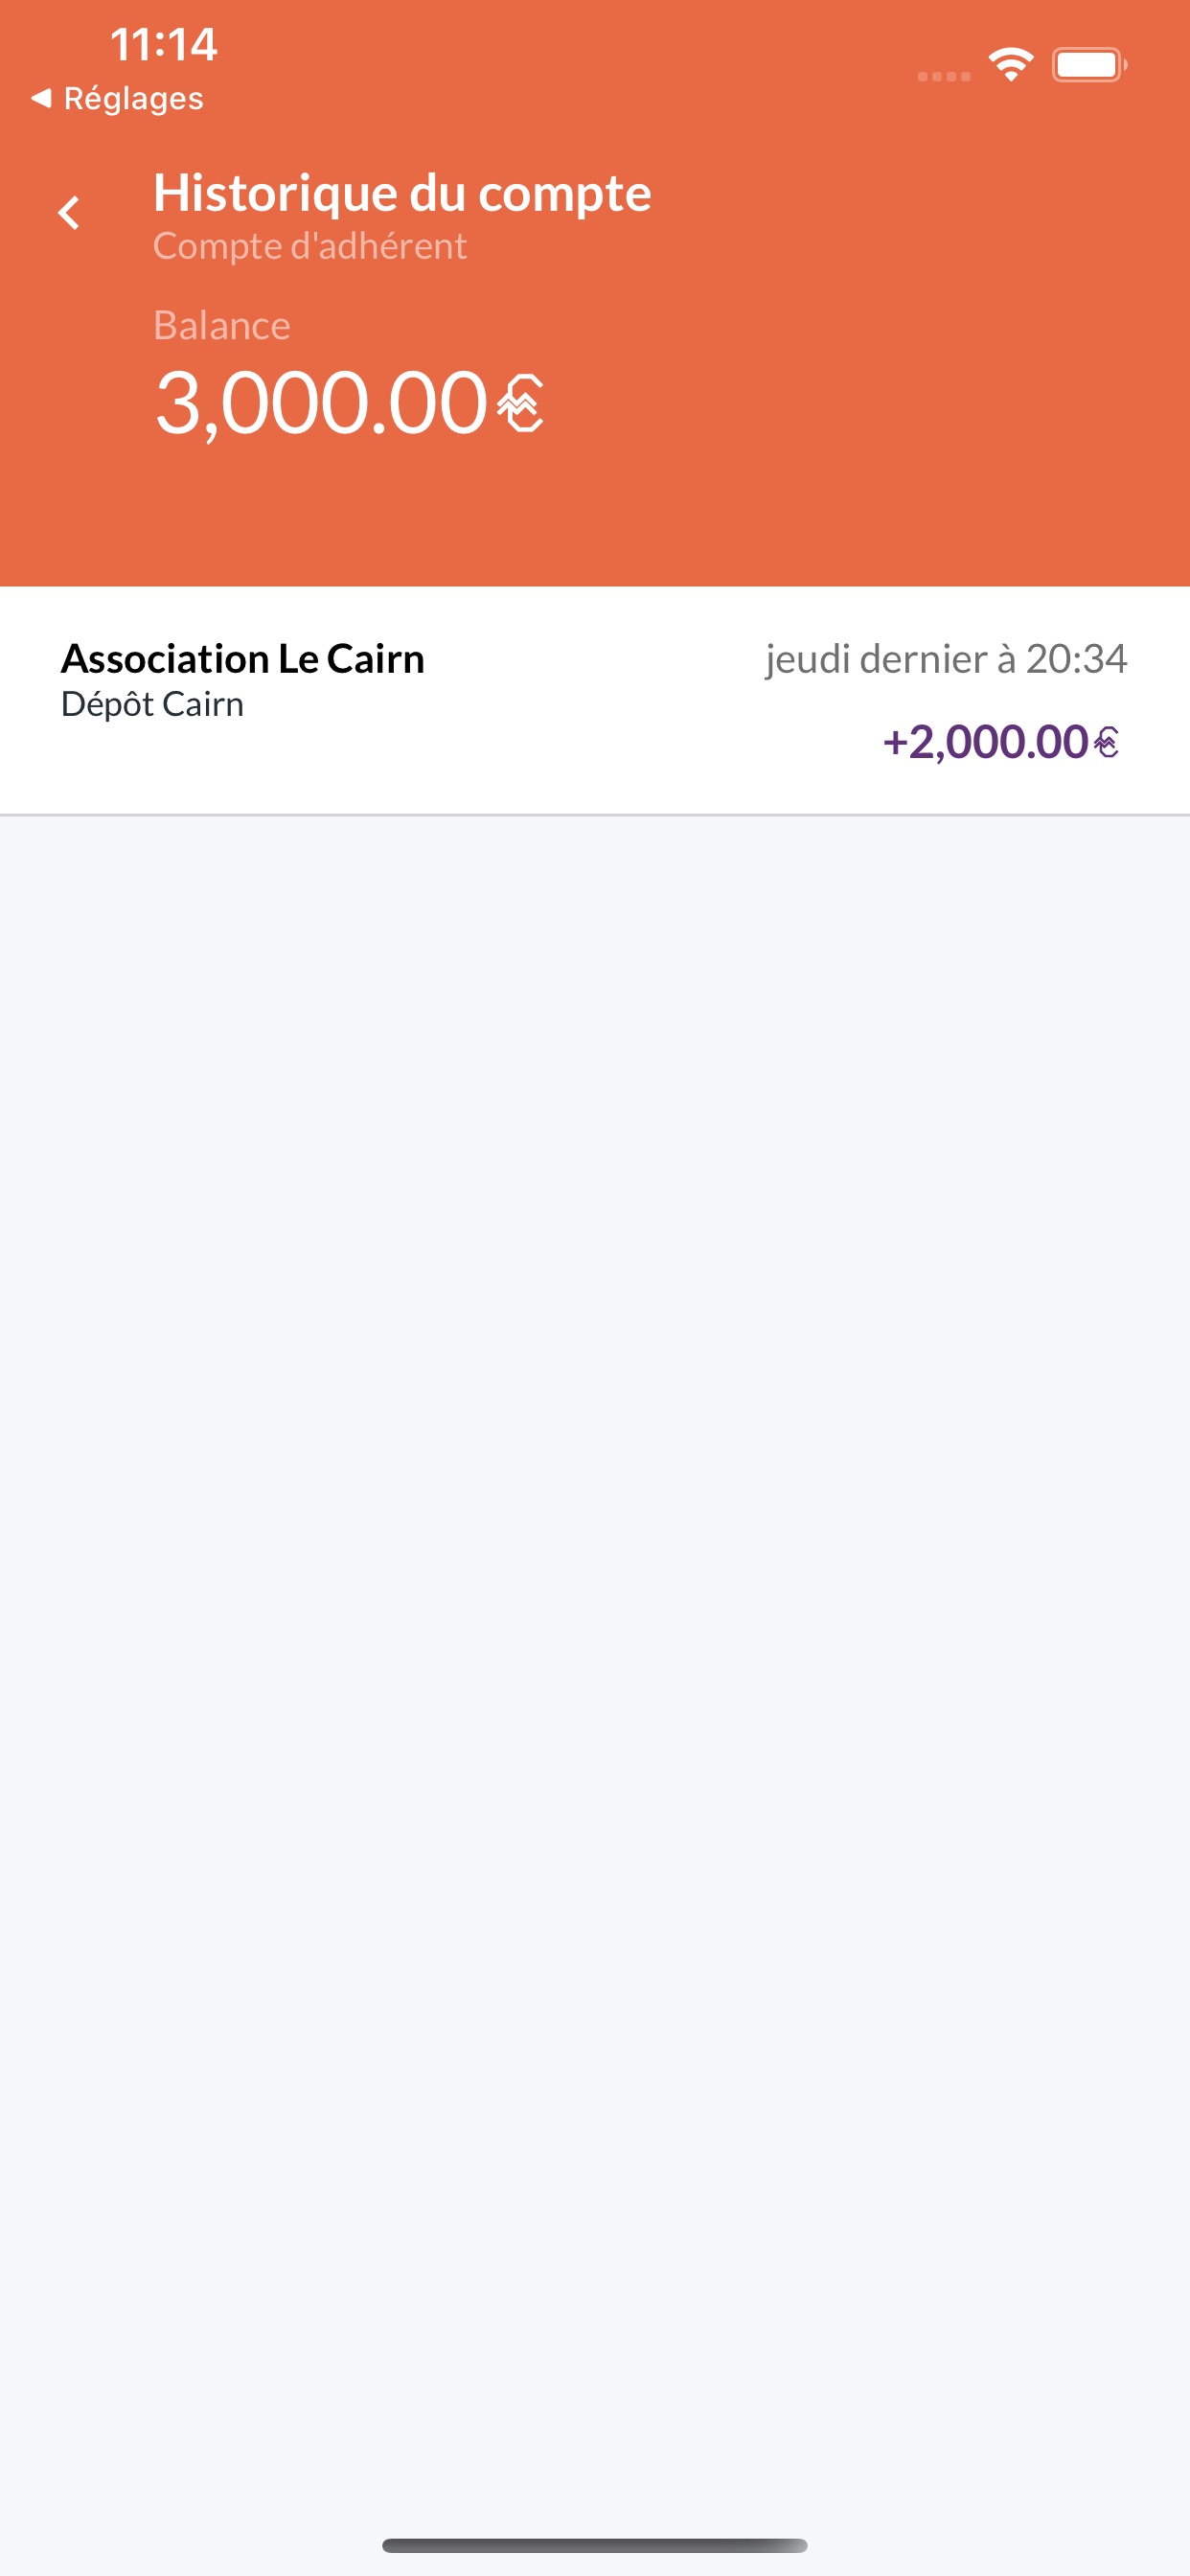 11:14
◀ Réglages
Historique du compte
Compte d'adhérent
Balance
3,000.00
Association Le Cairn
jeudi dernier à 20:34
Dépôt Cairn
+2,000.00